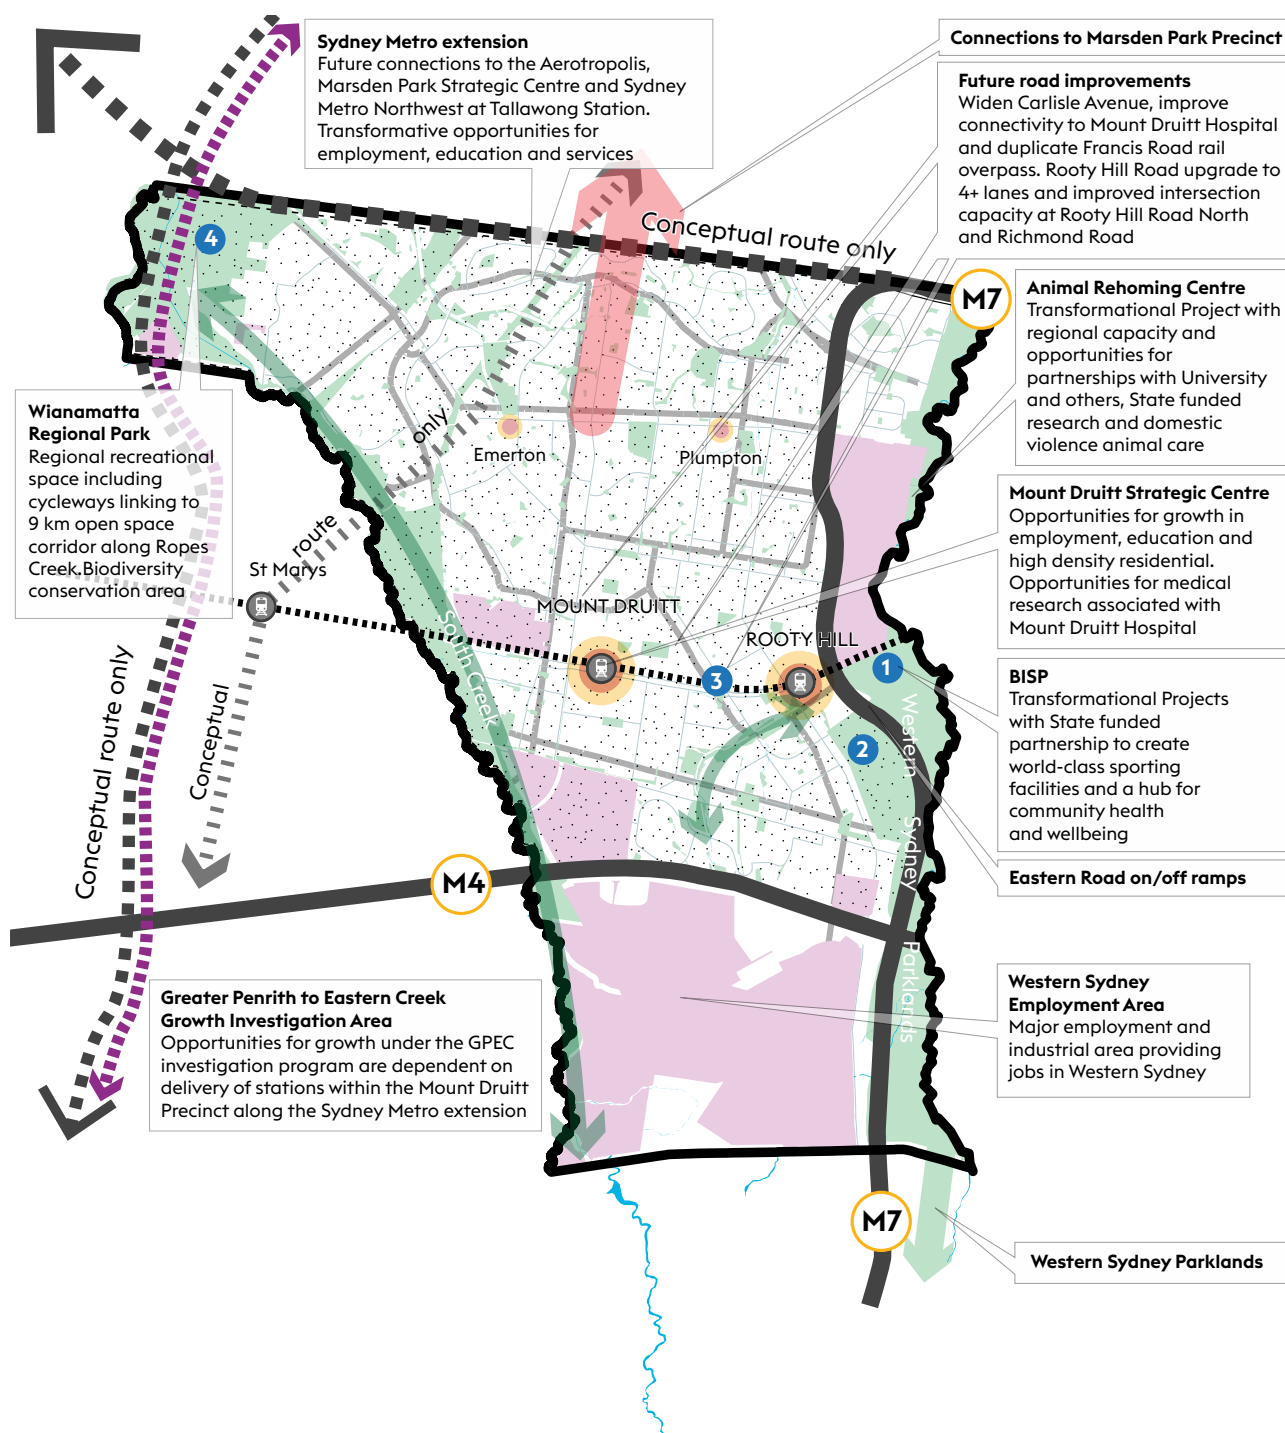 Sydney Metro extension
Future connections to the Aerotropolis,
Marsden Park Strategic Centre and Sydney
Metro Northwest at Tallawong Station.
Transformative opportunities for
employment, education and services
Connections to Marsden Park Precinct
Future road improvements
Widen Carlisle Avenue, improve
connectivity to Mount Druitt Hospital
and duplicate Francis Road rail
overpass. Rooty Hill Road upgrade to
4+ lanes and improved intersection
capacity at Rooty Hill Road North
and Richmond Road
Conceptual route only
4
M7
Animal Rehoming Centre
Transformational Project with
regional capacity and
opportunities for
partnerships with University
and others, State funded
research and domestic
violence animal care
Wianamatta
Regional Park
Regional recreational
space including
cycleways linking to
9 km open space
corridor along Ropes
Creek.Biodiversity
conservation area
Emerton
Plumpton
Mount Druitt Strategic Centre
Opportunities for growth in
employment, education and
high density residential.
Opportunities for medical
research associated with
Mount Druitt Hospital
St Marys
Conceptual route only
MOUNT DRUITT
ROOTY HILL
South Creek
3
1
2
BISP
Transformational Projects
with State funded
partnership to create
world-class sporting
facilities and a hub for
community health
and wellbeing
Conceptual route only
Western Sydney Parklands
M4
Eastern Road on/off ramps
Greater Penrith to Eastern Creek
Growth Investigation Area
Opportunities for growth under the GPEC
investigation program are dependent on
delivery of stations within the Mount Druitt
Precinct along the Sydney Metro extension
Western Sydney
Employment Area
Major employment and
industrial area providing
jobs in Western Sydney
M7
Western Sydney Parklands